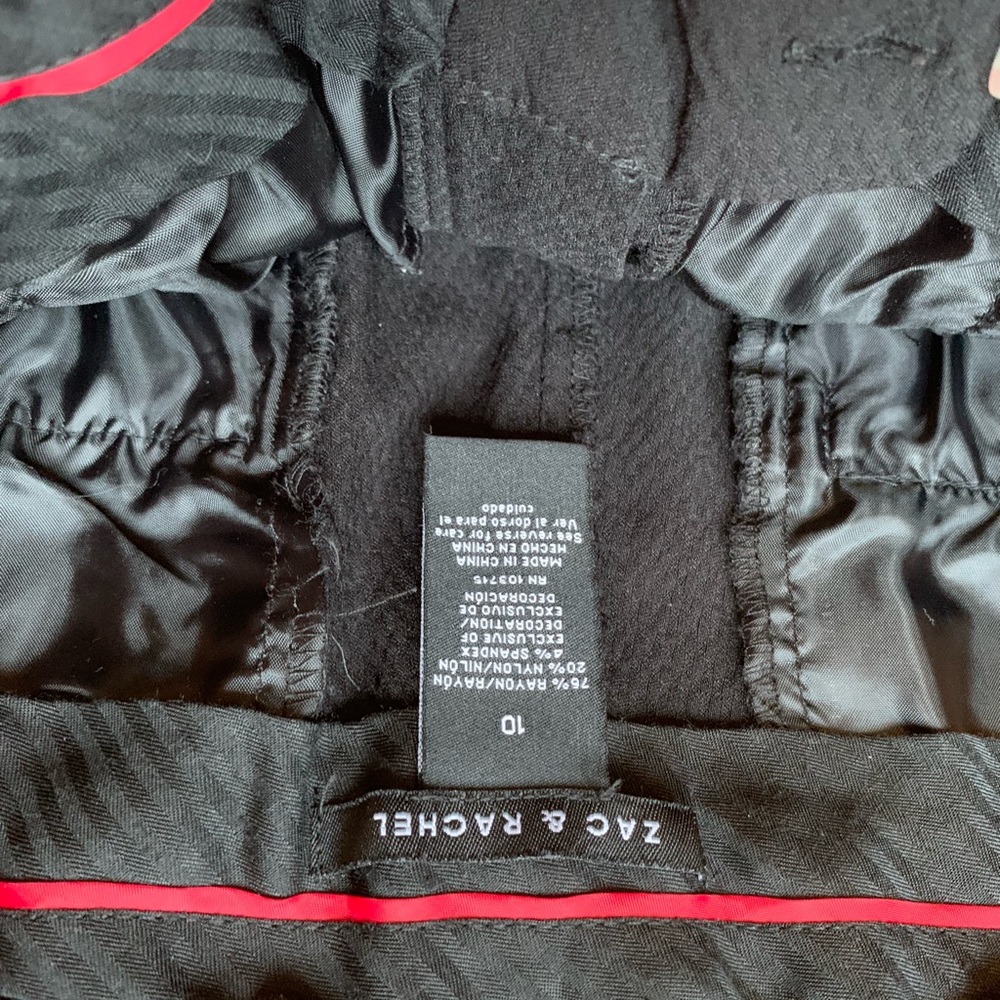 ZAC & RACHEL
10
76% RAYON/RAYÓN
20% NYLON/NILÓN
4% SPANDEX
EXCLUSIVE OF
DECORATION/
EXCLUSIVO DE
DECORACIÓN
RN 103715
MADE IN CHINA
HECHO EN CHINA
See reverse for care
Ver al dorso para el
cuidado